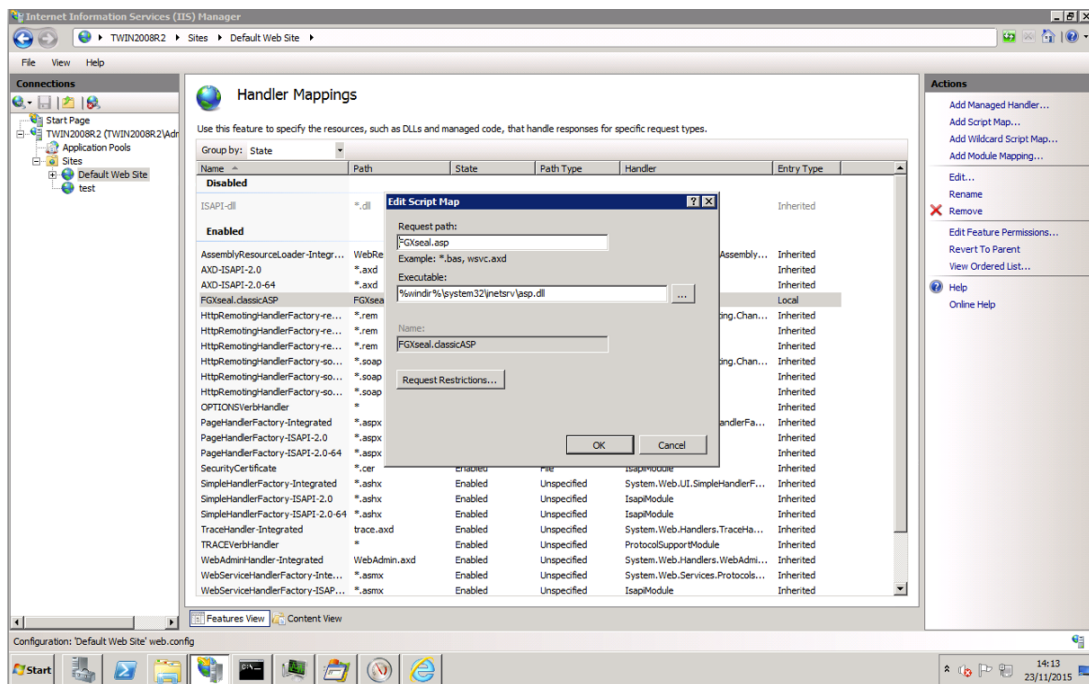 Internet Information Services (IIS) Manager
TWIN2008R2 Sites Default Web Site
File View Help
Connections
Start Page
TWIN2008R2 (TWIN2008R2\Adr
Application Pools
Sites
Default Web Site
test
Handler Mappings
Use this feature to specify the resources, such as DLLs and managed code, that handle responses for specific request types.
Group by: State
Name Path State Path Type Handler Entry Type
Disabled
ISAPI-dll *.dll Inherited
Enabled
AssemblyResourceLoader-Integr... WebRe Assembly... Inherited
AXD-ISAPI-2.0 *.axd Inherited
AXD-ISAPI-2.0-64 *.axd Inherited
FGXseal.classicASP FGXsea Local
HttpRemotingHandlerFactory-re... *.rem ting.Chan... Inherited
HttpRemotingHandlerFactory-re... *.rem Inherited
HttpRemotingHandlerFactory-re... *.rem Inherited
HttpRemotingHandlerFactory-so... *.soap ting.Chan... Inherited
HttpRemotingHandlerFactory-so... *.soap Inherited
HttpRemotingHandlerFactory-so... *.soap Inherited
OPTIONSVerbHandler * Inherited
PageHandlerFactory-Integrated *.aspx andlerFa... Inherited
PageHandlerFactory-ISAPI-2.0 *.aspx Inherited
PageHandlerFactory-ISAPI-2.0-64 *.aspx Inherited
SecurityCertificate *.cer Enabled File IsapiModule Inherited
SimpleHandlerFactory-Integrated *.ashx Enabled Unspecified System.Web.UI.SimpleHandlerF... Inherited
SimpleHandlerFactory-ISAPI-2.0 *.ashx Enabled Unspecified IsapiModule Inherited
SimpleHandlerFactory-ISAPI-2.0-64 *.ashx Enabled Unspecified IsapiModule Inherited
TraceHandler-Integrated trace.axd Enabled Unspecified System.Web.Handlers.TraceHa... Inherited
TRACEVerbHandler * Enabled Unspecified ProtocolSupportModule Inherited
WebAdminHandler-Integrated WebAdmin.axd Enabled Unspecified System.Web.Handlers.WebAdmi... Inherited
WebServiceHandlerFactory-Inte... *.asmx Enabled Unspecified System.Web.Services.Protocols... Inherited
WebServiceHandlerFactory-ISAP... *.asmx Enabled Unspecified IsapiModule Inherited
Edit Script Map
Request path:
FGXseal.asp
Example: *.bas, wsvc.axd
Executable:
%windir%\system32\inetsrv\asp.dll
...
Name:
FGXseal.classicASP
Request Restrictions...
OK Cancel
Actions
Add Managed Handler...
Add Script Map...
Add Wildcard Script Map...
Add Module Mapping...
Edit...
Rename
Remove
Edit Feature Permissions...
Revert To Parent
View Ordered List...
Help
Online Help
Features View Content View
Configuration: 'Default Web Site' web.config
Start
14:13
23/11/2015